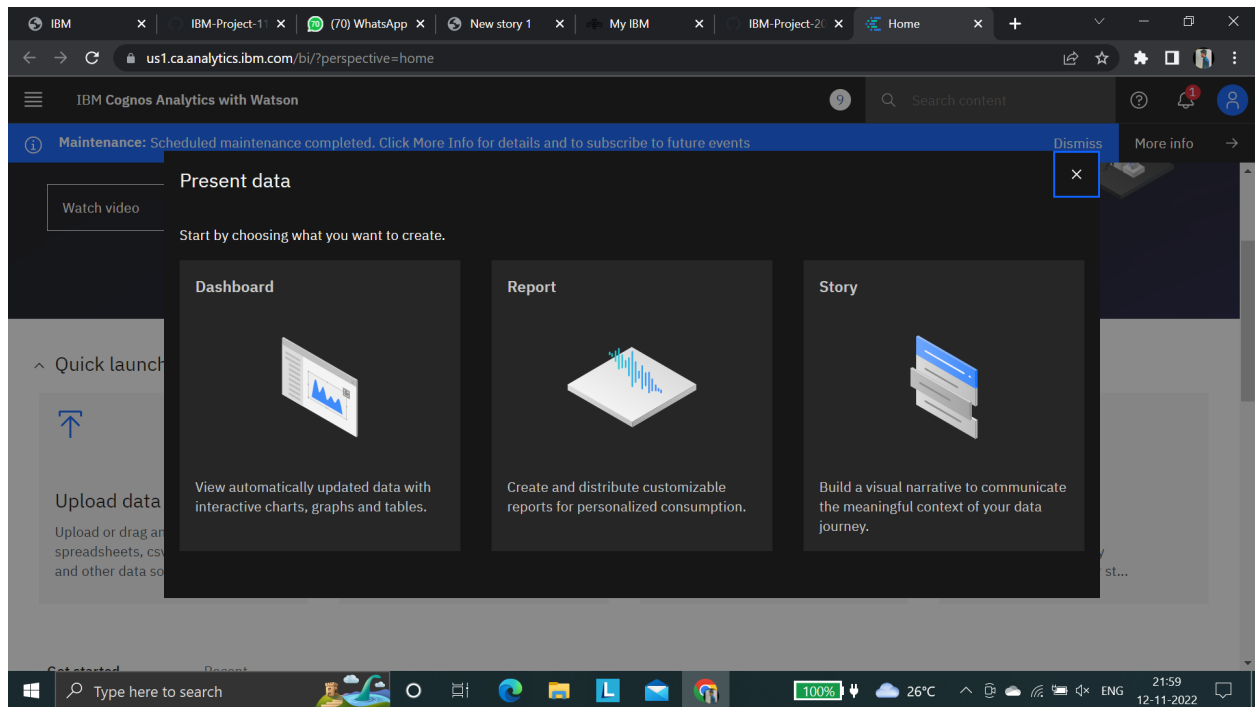 IBM
IBM-Project-11
(70) WhatsApp
New story 1
My IBM
IBM-Project-20
Home
us1.ca.analytics.ibm.com/bi/?perspective=home
IBM Cognos Analytics with Watson
9
Search content
1
Maintenance: Scheduled maintenance completed. Click More Info for details and to subscribe to future events
Dismiss
More info
Watch video
Present data
Start by choosing what you want to create.
Dashboard
View automatically updated data with
interactive charts, graphs and tables.
Report
Create and distribute customizable
reports for personalized consumption.
Story
Build a visual narrative to communicate
the meaningful context of your data
journey.
Quick launch
Upload data
Upload or drag an
spreadsheets, csv
and other data so
y
st...
Get started
Recent
Type here to search
L
100%
26°C
ENG
21:59
12-11-2022